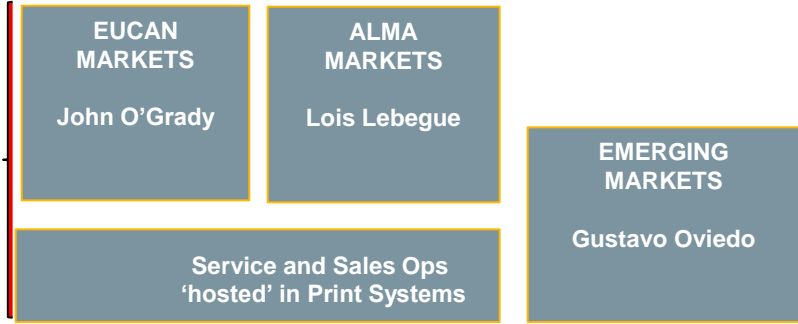 EUCAN
MARKETS
John O’Grady
ALMA
MARKETS
Lois Lebegue
EMERGING
MARKETS
Gustavo Oviedo
Service and Sales Ops
‘hosted’ in Print Systems